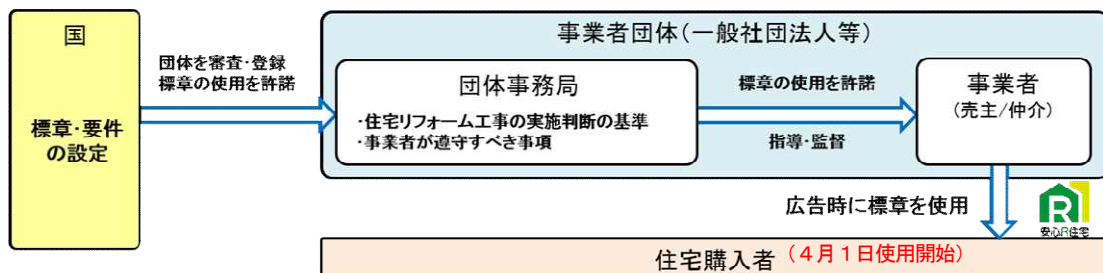 国
標章・要件
の設定
団体を審査・登録
標章の使用を許諾
事業者団体(一般社団法人等)
団体事務局
・住宅リフォーム工事の実施判断の基準
・事業者が遵守すべき事項
標章の使用を許諾
指導・監督
事業者
(売主/仲介)
広告時に標章を使用
R
安心R住宅
住宅購入者(4月1日使用開始)